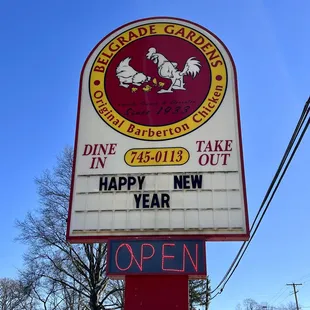 BELGRADE GARDENS
Since 1933
Original Barberton Chicken
DINE IN
745-0113
TAKE OUT
HAPPY NEW
YEAR
OPEN